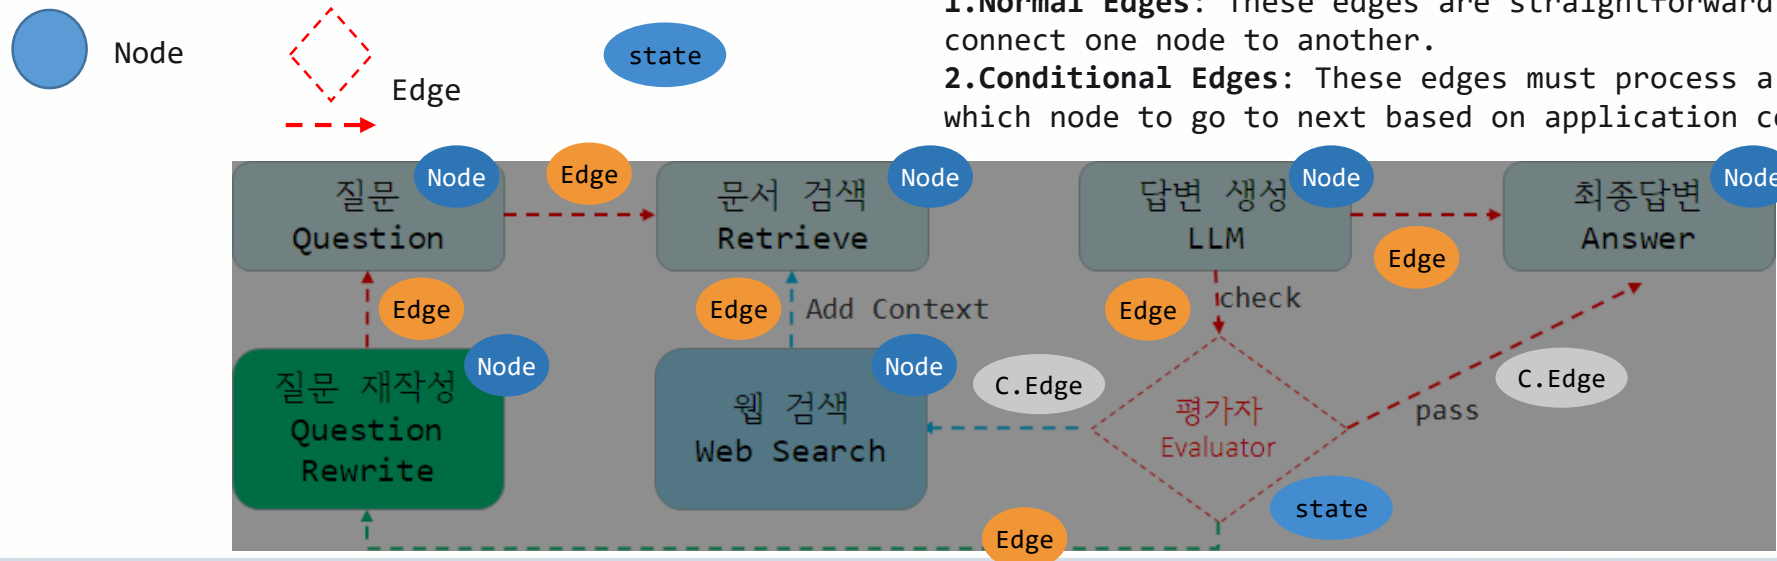 1.Normal Edges: These edges are straightforward
connect one node to another.
2.Conditional Edges: These edges must process a
which node to go to next based on application co
Node
Edge
state
질문
Question
Node
Edge
문서 검색
Retrieve
Node
답변 생성
LLM
Node
Edge
최종답변
Answer
Node
Edge
Edge
Add Context
Edge
check
질문 재작성
Question
Rewrite
Node
웹 검색
Web Search
Node
C.Edge
평가자
Evaluator
pass
C.Edge
state
Edge